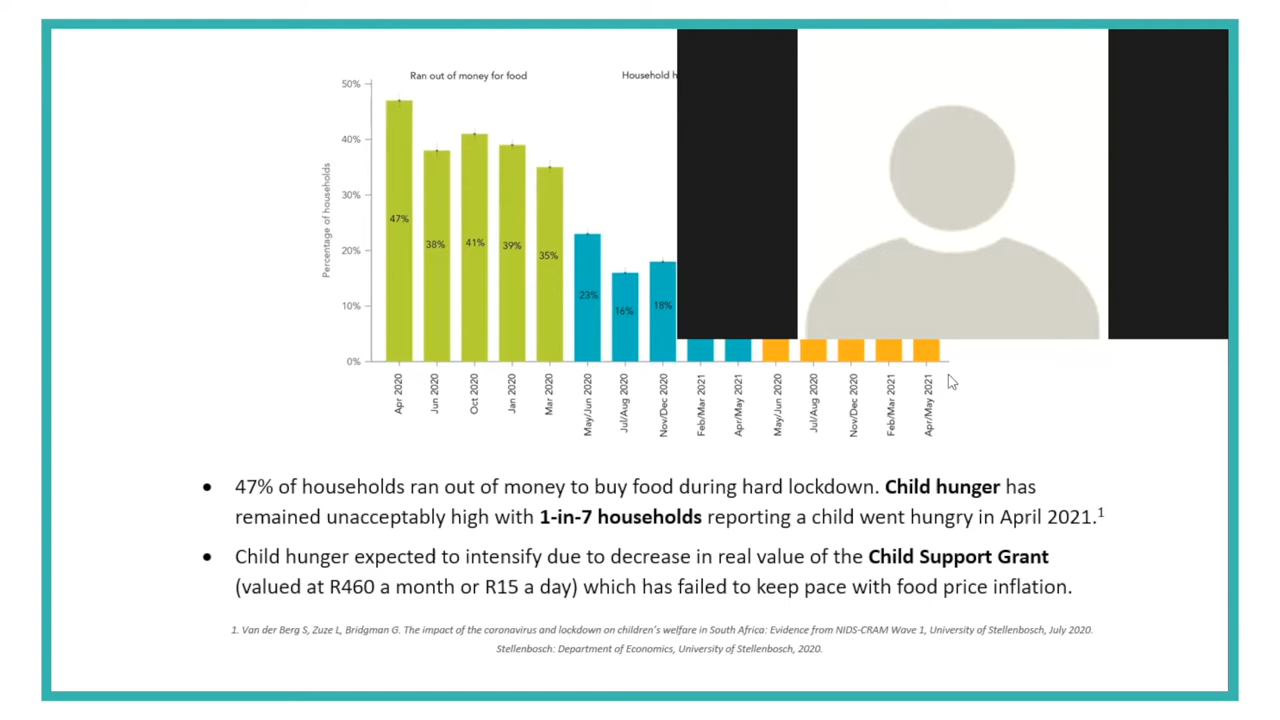 Ran out of money for food
Household h
50%
40%
30%
20%
10%
0%
Percentage of households
47%
38%
41%
39%
35%
23%
16%
18%
Apr 2020
Jun 2020
Oct 2020
Jan 2020
Mar 2020
May/Jun 2020
Jul/Aug 2020
Nov/Dec 2020
Feb/Mar 2021
Apr/May 2021
May/Jun 2020
Jul/Aug 2020
Nov/Dec 2020
Feb/Mar 2021
Apr/May 2021
• 47% of households ran out of money to buy food during hard lockdown. Child hunger has
remained unacceptably high with 1-in-7 households reporting a child went hungry in April 2021.¹
• Child hunger expected to intensify due to decrease in real value of the Child Support Grant
(valued at R460 a month or R15 a day) which has failed to keep pace with food price inflation.
1. Van der Berg S, Zuze L, Bridgman G. The impact of the coronavirus and lockdown on children's welfare in South Africa: Evidence from NIDS-CRAM Wave 1, University of Stellenbosch, July 2020.
Stellenbosch: Department of Economics, University of Stellenbosch, 2020.